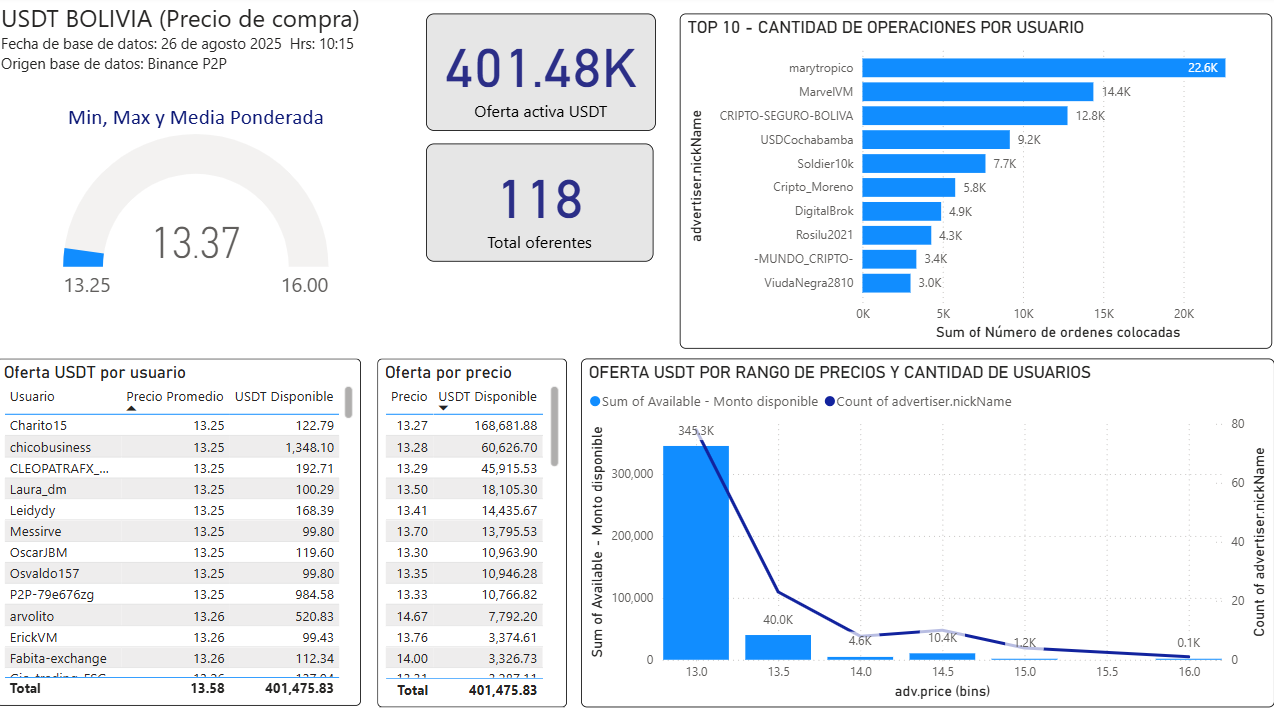 USDT BOLIVIA (Precio de compra)
Fecha de base de datos: 26 de agosto 2025 Hrs: 10:15
Origen base de datos: Binance P2P
Min, Max y Media Ponderada
13.37
13.25
16.00
401.48K
Oferta activa USDT
118
Total oferentes
TOP 10 - CANTIDAD DE OPERACIONES POR USUARIO
advertiser.nickName
marytropico 22.6K
MarvelVM 14.4K
CRIPTO-SEGURO-BOLIVA 12.8K
USDCochabamba 9.2K
Soldier10k 7.7K
Cripto_Moreno 5.8K
DigitalBrok 4.9K
Rosilu2021 4.3K
-MUNDO_CRIPTO- 3.4K
ViudaNegra2810 3.0K
0K 5K 10K 15K 20K
Sum of Número de ordenes colocadas
Oferta USDT por usuario
Usuario Precio Promedio USDT Disponible
Charito15 13.25 122.79
chicobusiness 13.25 1,348.10
CLEOPATRAFX_... 13.25 192.71
Laura_dm 13.25 100.29
Leidydy 13.25 168.39
Messirve 13.25 99.80
OscarJBM 13.25 119.60
Osvaldo157 13.25 99.80
P2P-79e676zg 13.25 984.58
arvolito 13.26 520.83
ErickVM 13.26 99.43
Fabita-exchange 13.26 112.34
Total 13.58 401,475.83
Oferta por precio
Precio USDT Disponible
13.27 168,681.88
13.28 60,626.70
13.29 45,915.53
13.50 18,105.30
13.41 14,435.67
13.70 13,795.53
13.30 10,963.90
13.35 10,946.28
13.33 10,766.82
14.67 7,792.20
13.76 3,374.61
14.00 3,326.73
Total 401,475.83
OFERTA USDT POR RANGO DE PRECIOS Y CANTIDAD DE USUARIOS
Sum of Available - Monto disponible Count of advertiser.nickName
Sum of Available - Monto disponible
300,000
200,000
100,000
0
345.3K
40.0K
4.6K
10.4K
1.2K
0.1K
80
60
40
20
0
Count of advertiser.nickName
13.0 13.5 14.0 14.5 15.0 15.5 16.0
adv.price (bins)